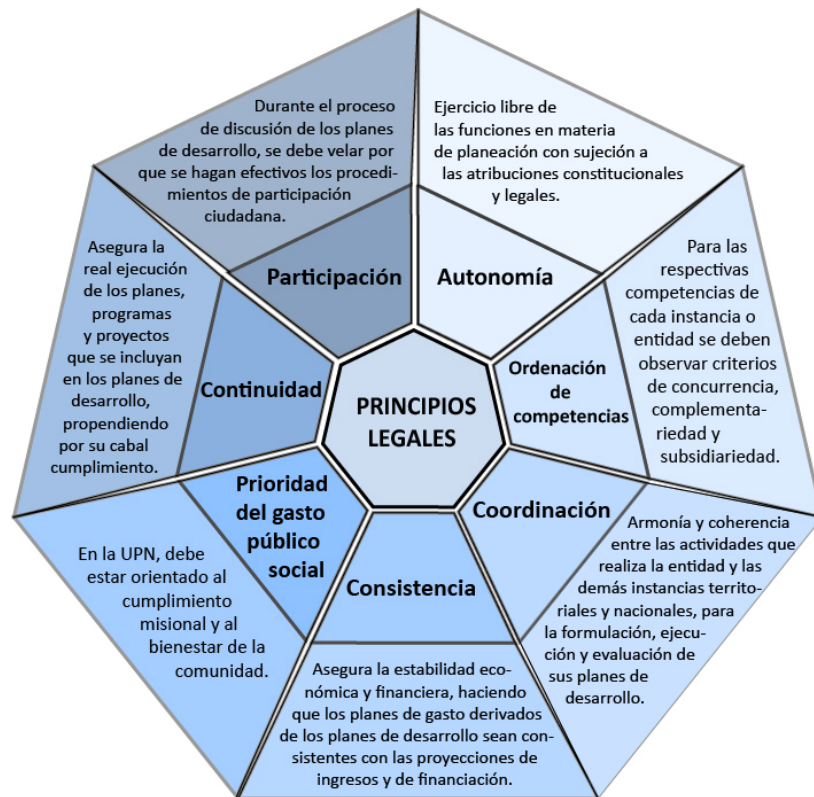 PRINCIPIOS
LEGALES
Autonomía
Ejercicio libre de
las funciones en materia
de planeación con sujeción a
las atribuciones constitucionales
y legales.
Ordenación
de
competencias
Para las
respectivas
competencias de
cada instancia o
entidad se deben
observar criterios
de concurrencia,
complementa-
riedad y
subsidiariedad.
Coordinación
Armonía y coherencia
entre las actividades que
realiza la entidad y las
demás instancias territo-
riales y nacionales, para
la formulación, ejecu-
ción y evaluación de
sus planes de
desarrollo.
Consistencia
Asegura la estabilidad eco-
nómica y financiera, haciendo
que los planes de gasto derivados
de los planes de desarrollo sean con-
sistentes con las proyecciones de
ingresos y de financiación.
Prioridad
del gasto
público
social
En la UPN, debe
estar orientado al
cumplimiento
misional y al
bienestar de la
comunidad.
Continuidad
Asegura la
real ejecución
de los planes,
programas
y proyectos
que se incluyan
en los planes de
desarrollo,
propendiendo
por su cabal
cumplimiento.
Participación
Durante el proceso
de discusión de los planes
de desarrollo, se debe velar por
que se hagan efectivos los procedi-
mientos de participación
ciudadana.